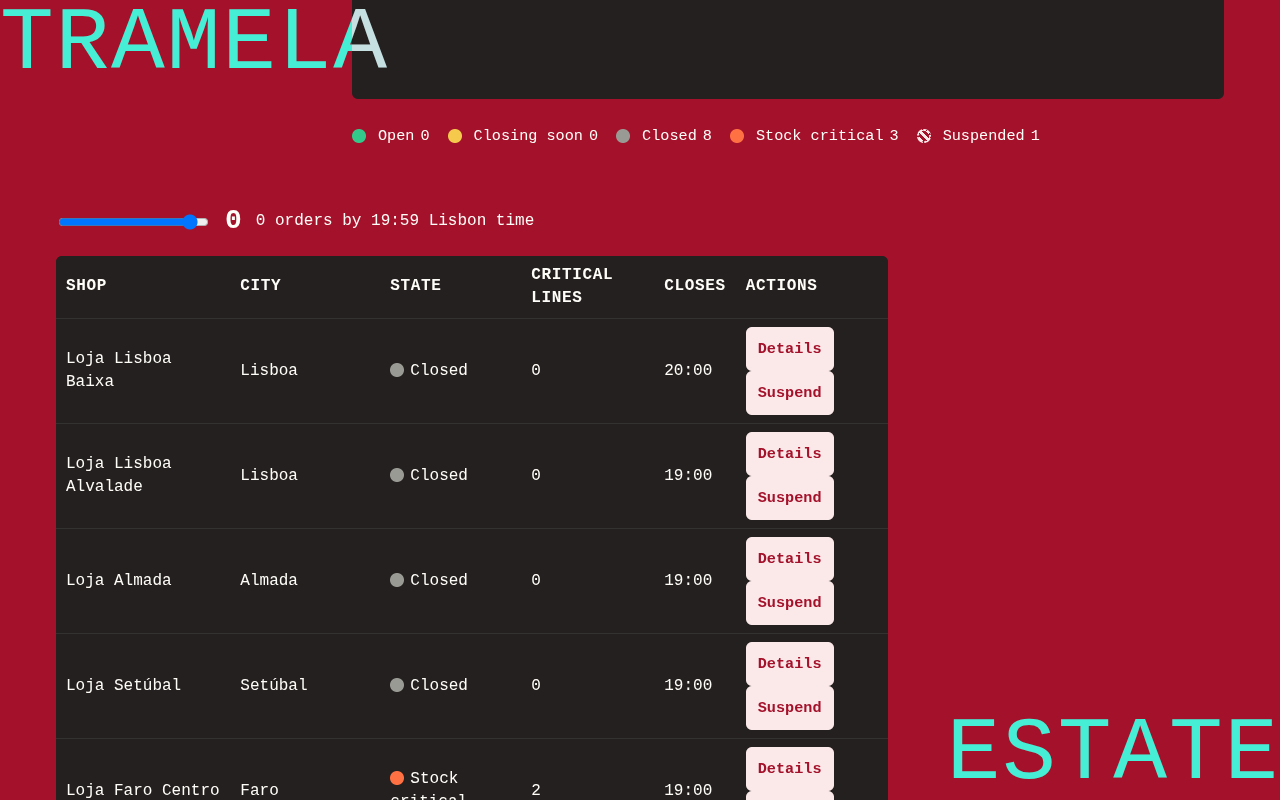 TRAMELA
Open 0 Closing soon 0 Closed 8 Stock critical 3 Suspended 1
0 0 orders by 19:59 Lisbon time
SHOP CITY STATE CRITICAL LINES CLOSES ACTIONS
Loja Lisboa Baixa Lisboa Closed 0 20:00 Details Suspend
Loja Lisboa Alvalade Lisboa Closed 0 19:00 Details Suspend
Loja Almada Almada Closed 0 19:00 Details Suspend
Loja Setúbal Setúbal Closed 0 19:00 Details Suspend
Loja Faro Centro Faro Stock critical 2 19:00 Details
ESTATE